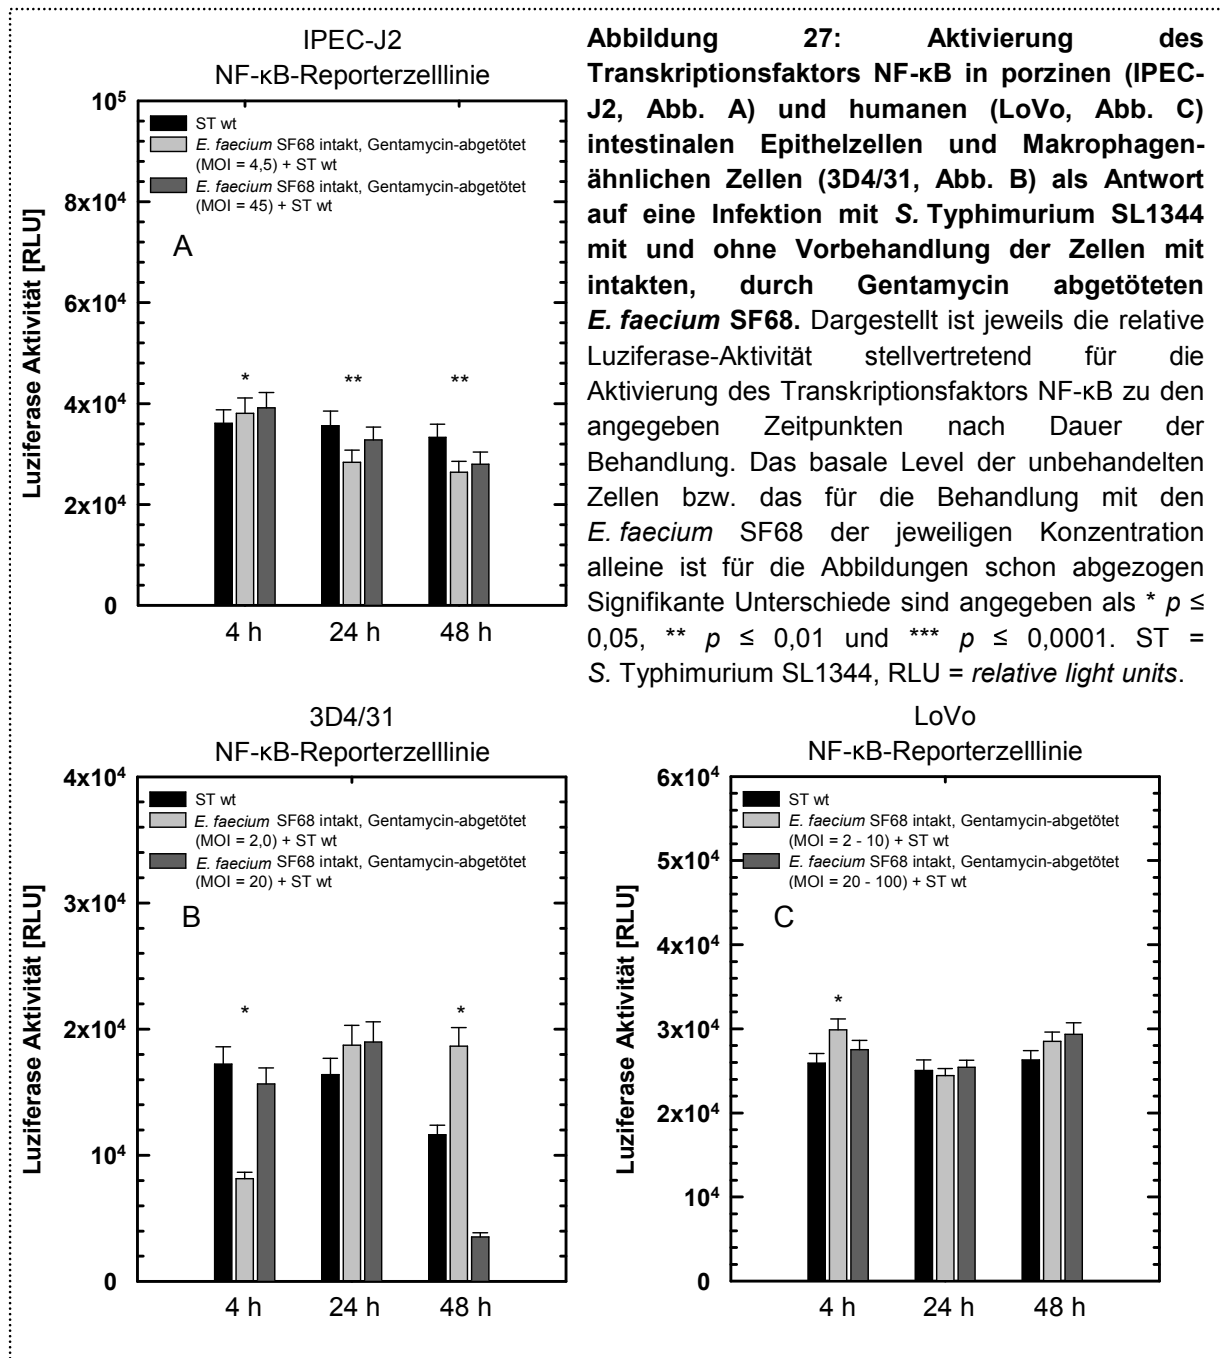 IPEC-J2
NF-κB-Reporterzelllinie
10⁵
8x10⁴
6x10⁴
4x10⁴
2x10⁴
0
Luziferase Aktivität [RLU]
ST wt
E. faecium SF68 intakt, Gentamycin-abgetötet
(MOI = 4,5) + ST wt
E. faecium SF68 intakt, Gentamycin-abgetötet
(MOI = 45) + ST wt
A
* ** **
4 h 24 h 48 h
Abbildung 27: Aktivierung des
Transkriptionsfaktors NF-κB in porzinen (IPEC-
J2, Abb. A) und humanen (LoVo, Abb. C)
intestinalen Epithelzellen und Makrophagen-
ähnlichen Zellen (3D4/31, Abb. B) als Antwort
auf eine Infektion mit S. Typhimurium SL1344
mit und ohne Vorbehandlung der Zellen mit
intakten, durch Gentamycin abgetöteten
E. faecium SF68. Dargestellt ist jeweils die relative
Luziferase-Aktivität stellvertretend für die
Aktivierung des Transkriptionsfaktors NF-κB zu den
angegeben Zeitpunkten nach Dauer der
Behandlung. Das basale Level der unbehandelten
Zellen bzw. das für die Behandlung mit den
E. faecium SF68 der jeweiligen Konzentration
alleine ist für die Abbildungen schon abgezogen
Signifikante Unterschiede sind angegeben als * p ≤
0,05, ** p ≤ 0,01 und *** p ≤ 0,0001. ST =
S. Typhimurium SL1344, RLU = relative light units.
3D4/31
NF-κB-Reporterzelllinie
4x10⁴
3x10⁴
2x10⁴
10⁴
0
Luziferase Aktivität [RLU]
ST wt
E. faecium SF68 intakt, Gentamycin-abgetötet
(MOI = 2,0) + ST wt
E. faecium SF68 intakt, Gentamycin-abgetötet
(MOI = 20) + ST wt
B
* *
4 h 24 h 48 h
LoVo
NF-κB-Reporterzelllinie
6x10⁴
5x10⁴
4x10⁴
3x10⁴
2x10⁴
10⁴
0
Luziferase Aktivität [RLU]
ST wt
E. faecium SF68 intakt, Gentamycin-abgetötet
(MOI = 2 - 10) + ST wt
E. faecium SF68 intakt, Gentamycin-abgetötet
(MOI = 20 - 100) + ST wt
C
*
4 h 24 h 48 h